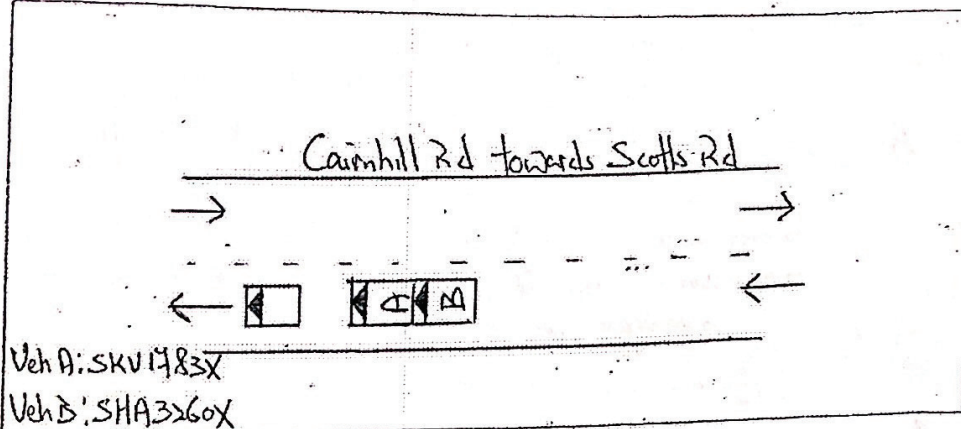 Cairnhill Rd towards Scotts Rd
A B
Veh A: SKV1783X
Veh B: SHA3260X